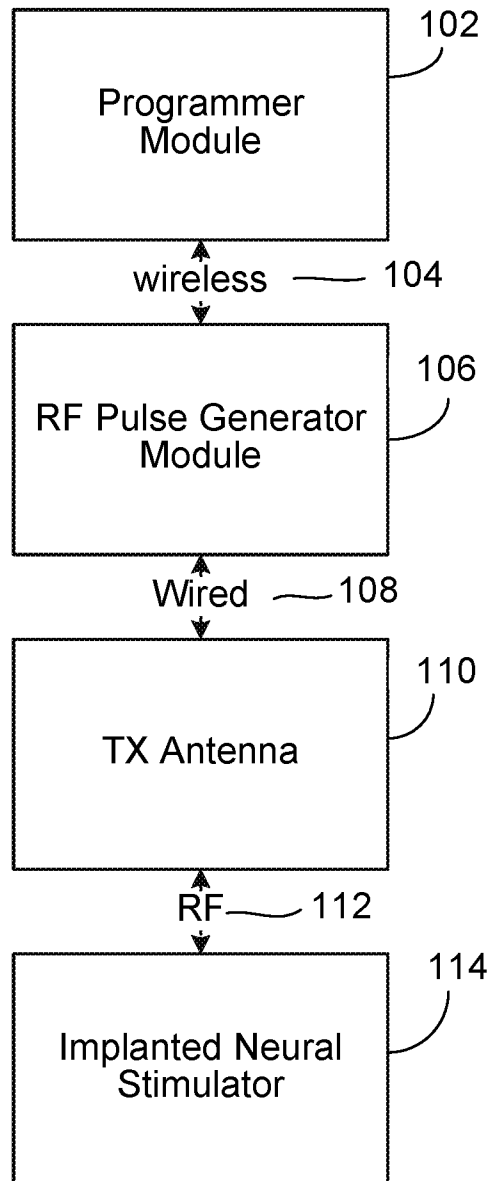 102
Programmer
Module
wireless 104
106
RF Pulse Generator
Module
Wired 108
110
TX Antenna
RF 112
114
Implanted Neural
Stimulator